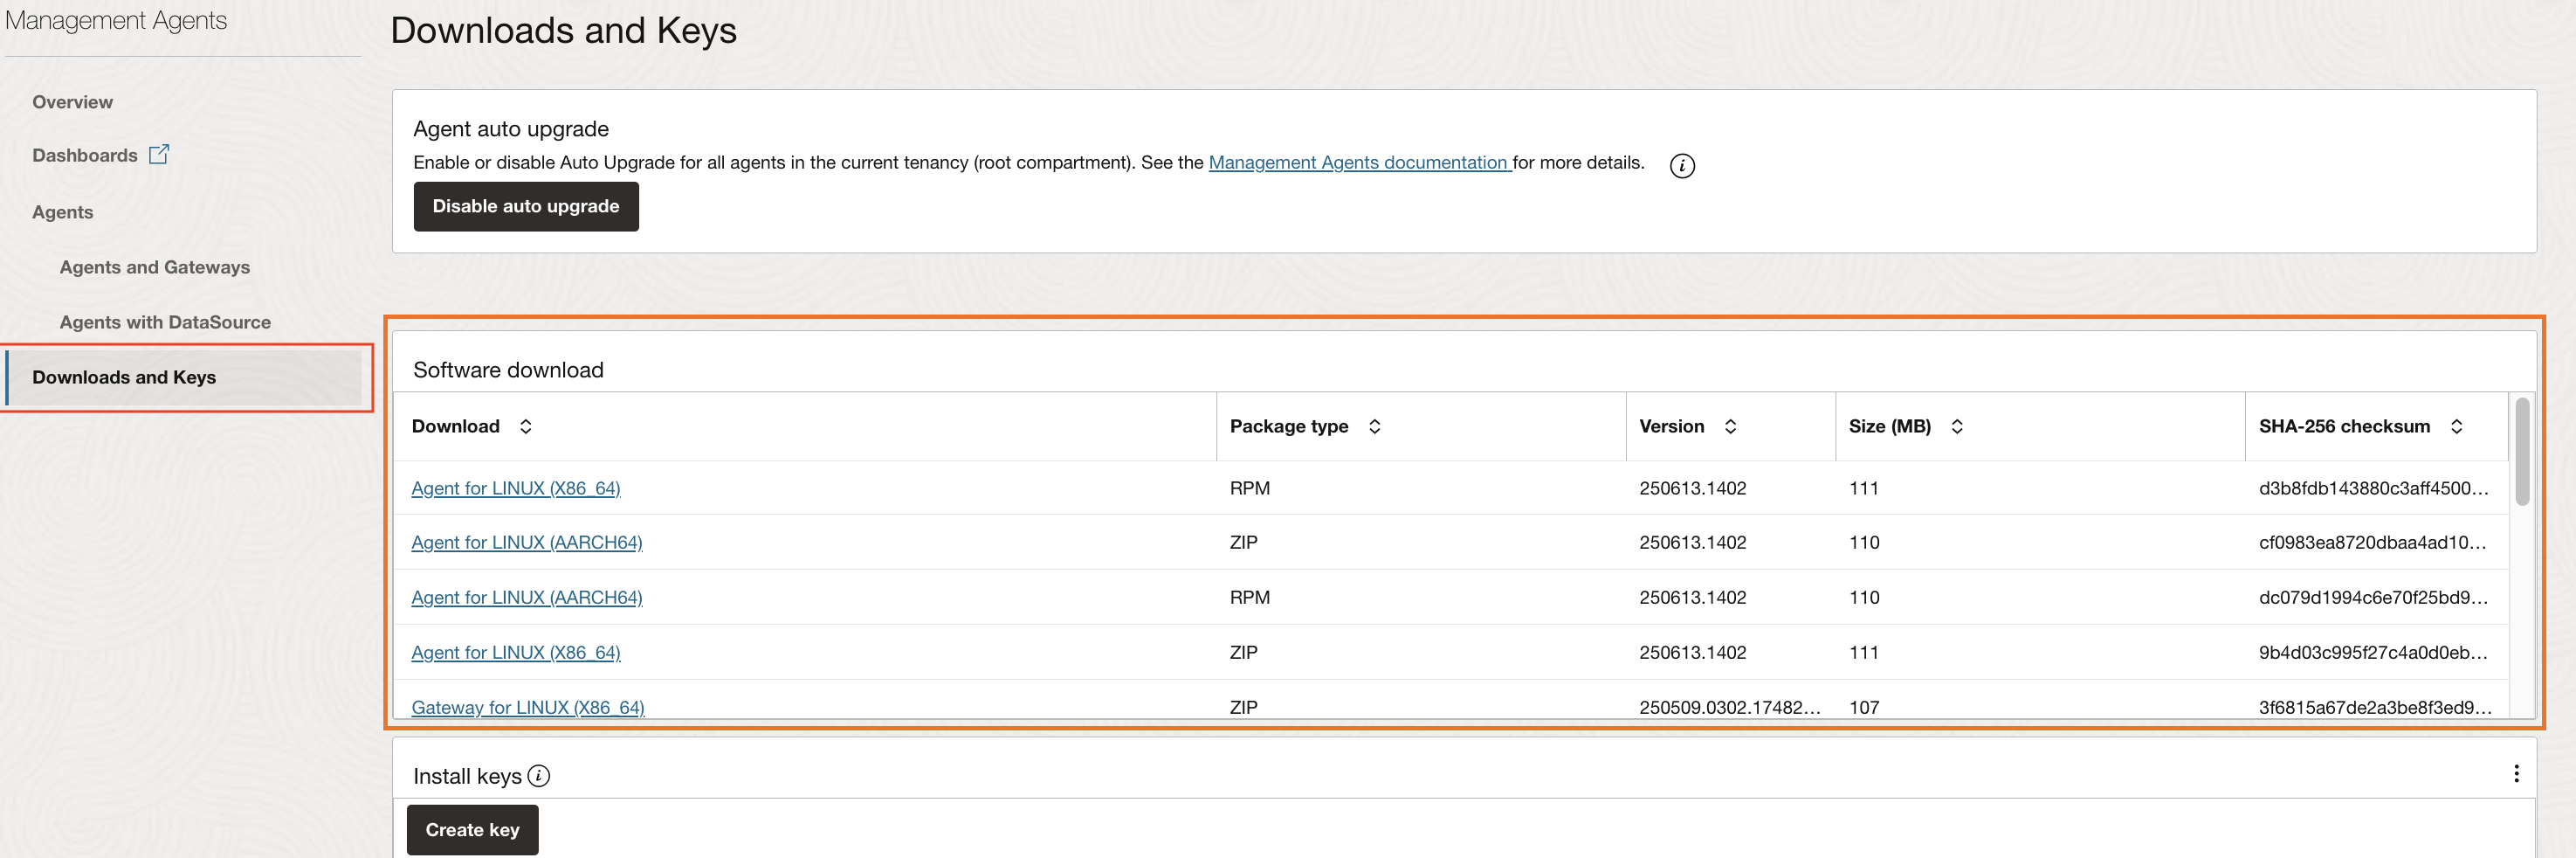 Management Agents
Overview
Dashboards
Agents
Agents and Gateways
Agents with DataSource
Downloads and Keys
Downloads and Keys
Agent auto upgrade
Enable or disable Auto Upgrade for all agents in the current tenancy (root compartment). See the Management Agents documentation for more details.
Disable auto upgrade
Software download
Download Package type Version Size (MB) SHA-256 checksum
Agent for LINUX (X86_64) RPM 250613.1402 111 d3b8fdb143880c3aff4500...
Agent for LINUX (AARCH64) ZIP 250613.1402 110 cf0983ea8720dbaa4ad10...
Agent for LINUX (AARCH64) RPM 250613.1402 110 dc079d1994c6e70f25bd9...
Agent for LINUX (X86_64) ZIP 250613.1402 111 9b4d03c995f27c4a0d0eb...
Gateway for LINUX (X86_64) ZIP 250509.0302.17482... 107 3f6815a67de2a3be8f3ed9...
Install keys
Create key